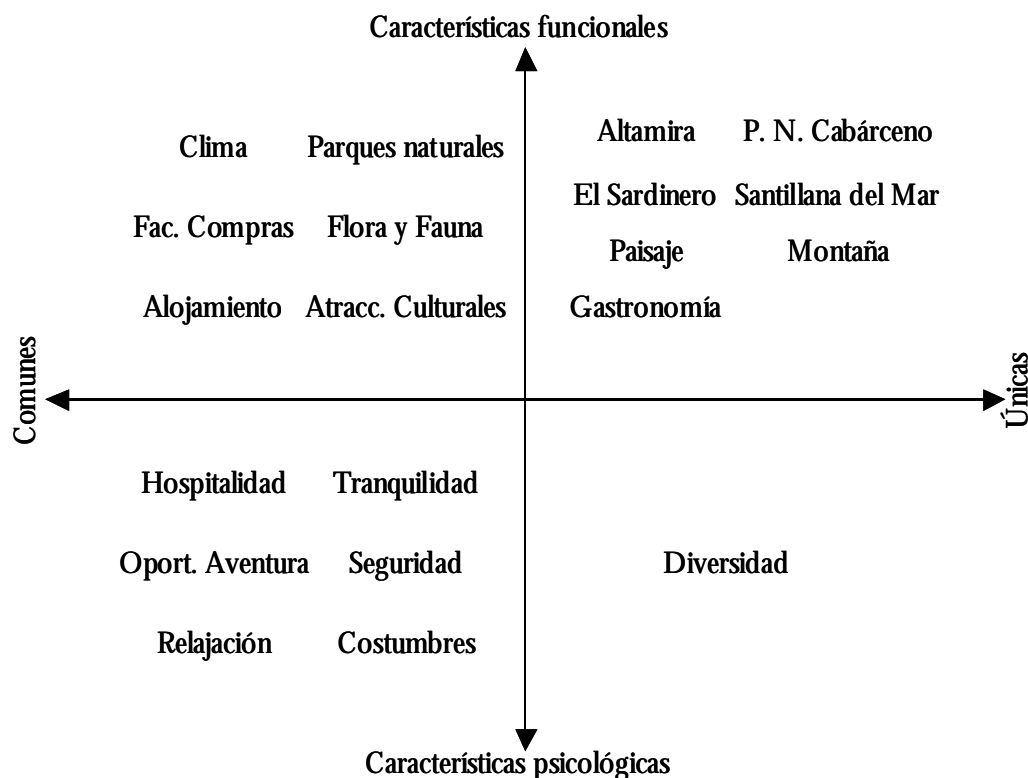 Características funcionales
Clima Parques naturales
Altamira P. N. Cabárceno
Fac. Compras Flora y Fauna
El Sardinero Santillana del Mar
Paisaje Montaña
Alojamiento Atracc. Culturales
Gastronomía
Comunes
Únicas
Hospitalidad Tranquilidad
Oport. Aventura Seguridad
Diversidad
Relajación Costumbres
Características psicológicas